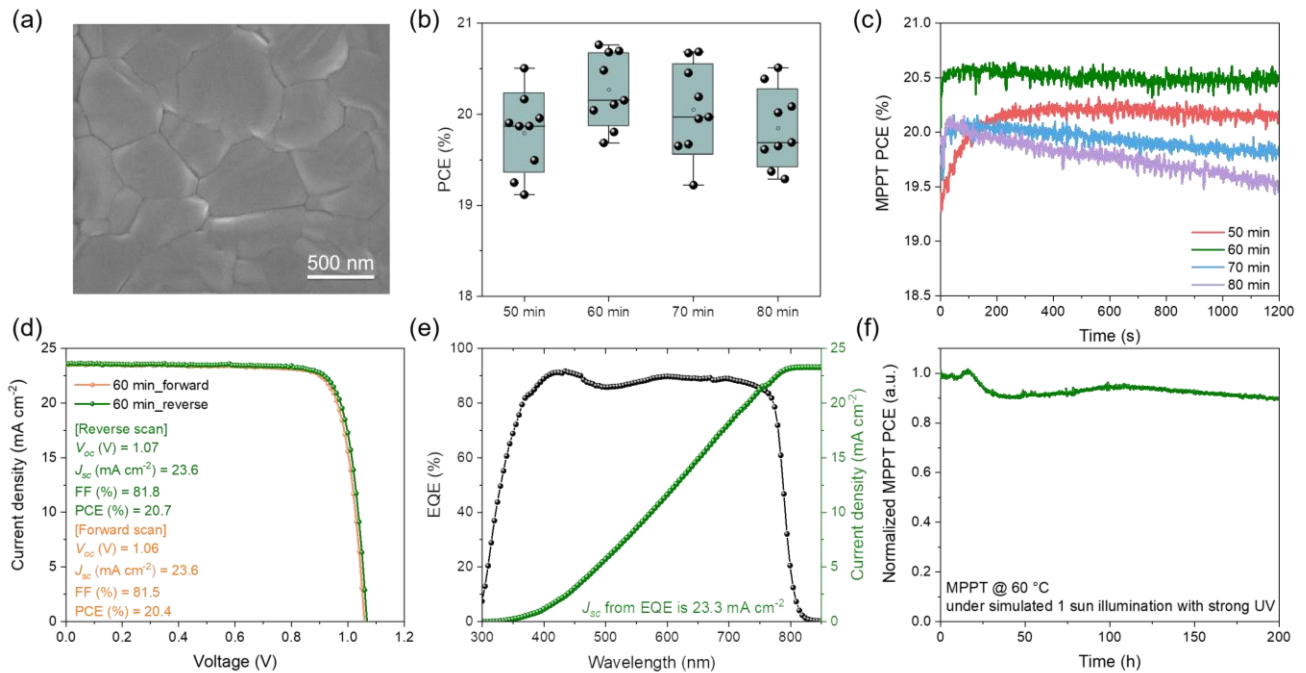 (a)
500 nm
(b)
PCE (%)
21
20
19
18
50 min
60 min
70 min
80 min
(c)
MPPT PCE (%)
21.0
20.5
20.0
19.5
19.0
18.5
50 min
60 min
70 min
80 min
0
200
400
600
800
1000
1200
Time (s)
(d)
Current density (mA cm⁻²)
25
20
15
10
5
0
60 min_forward
60 min_reverse
[Reverse scan]
Voc (V) = 1.07
Jsc (mA cm⁻²) = 23.6
FF (%) = 81.8
PCE (%) = 20.7
[Forward scan]
Voc (V) = 1.06
Jsc (mA cm⁻²) = 23.6
FF (%) = 81.5
PCE (%) = 20.4
0.0
0.2
0.4
0.6
0.8
1.0
1.2
Voltage (V)
(e)
EQE (%)
100
80
60
40
20
0
Jsc from EQE is 23.3 mA cm⁻²
25
20
15
10
5
0
Current density (mA cm⁻²)
300
400
500
600
700
800
Wavelength (nm)
(f)
Normalized MPPT PCE (a.u.)
1.0
0.8
0.6
0.4
0.2
0.0
MPPT @ 60 °C
under simulated 1 sun illumination with strong UV
0
50
100
150
200
Time (h)